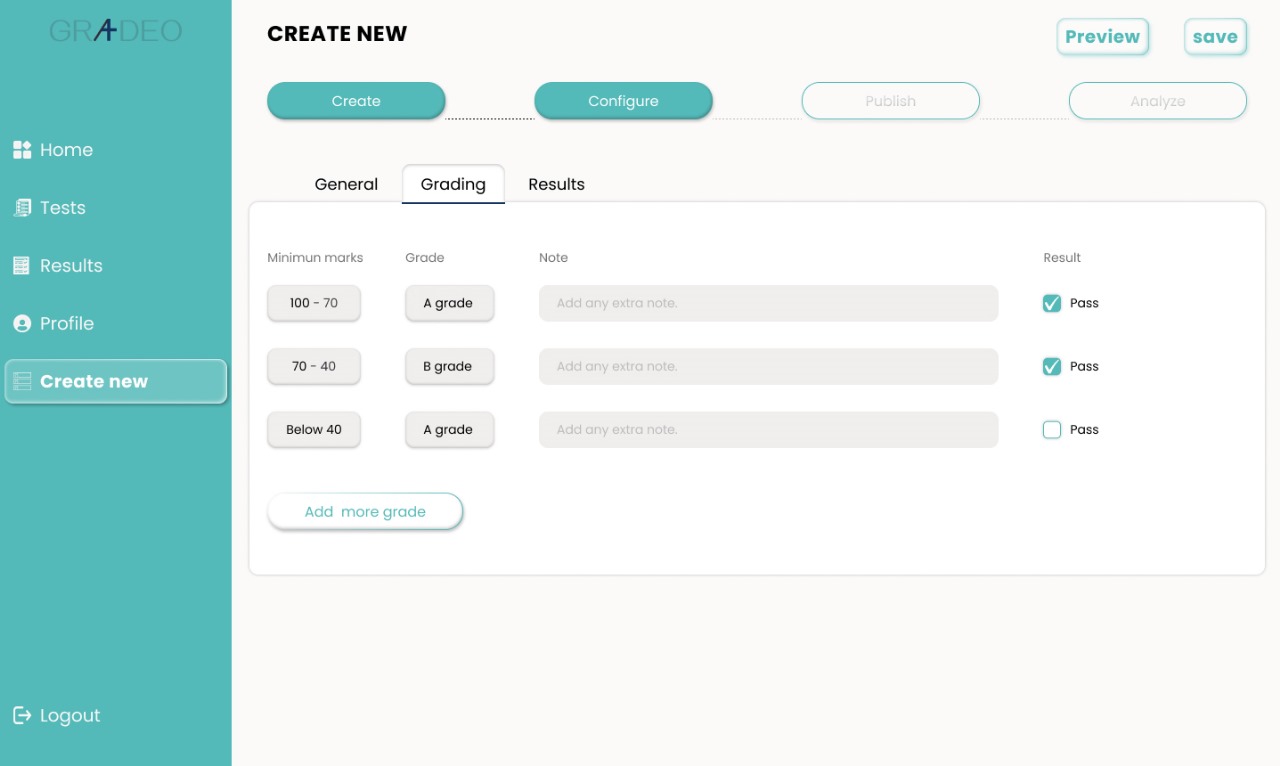 GRADEO
CREATE NEW
Preview
save
Create
Configure
Publish
Analyze
Home
Tests
Results
Profile
Create new
Logout
General
Grading
Results
Minimun marks
Grade
Note
Result
100 - 70
A grade
Add any extra note.
Pass
70 - 40
B grade
Add any extra note.
Pass
Below 40
A grade
Add any extra note.
Pass
Add more grade